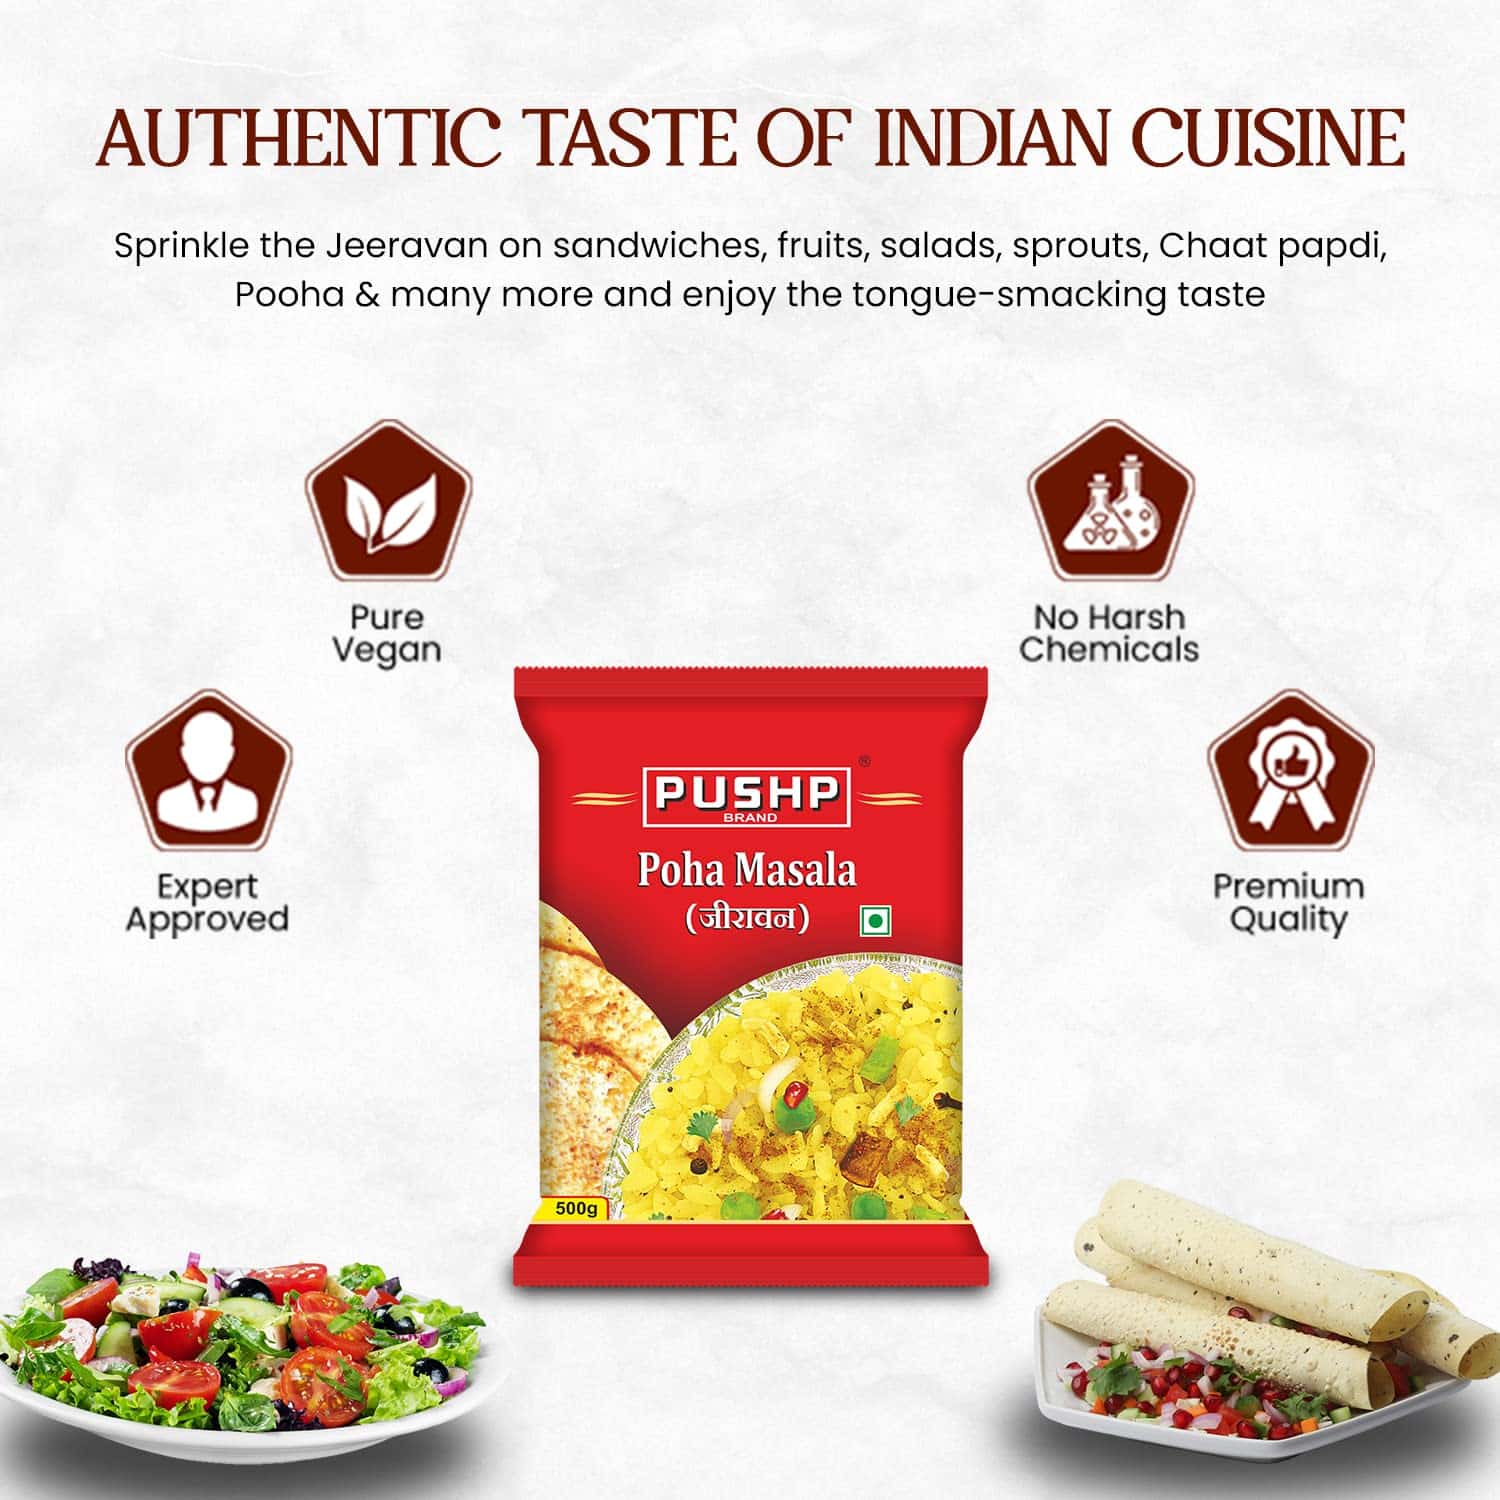 AUTHENTIC TASTE OF INDIAN CUISINE
Sprinkle the Jeeravan on sandwiches, fruits, salads, sprouts, Chaat papdi,
Pooha & many more and enjoy the tongue-smacking taste
Pure
Vegan
No Harsh
Chemicals
Expert
Approved
Premium
Quality
PUSHP
®
BRAND
Poha Masala
(जीरावन)
500g